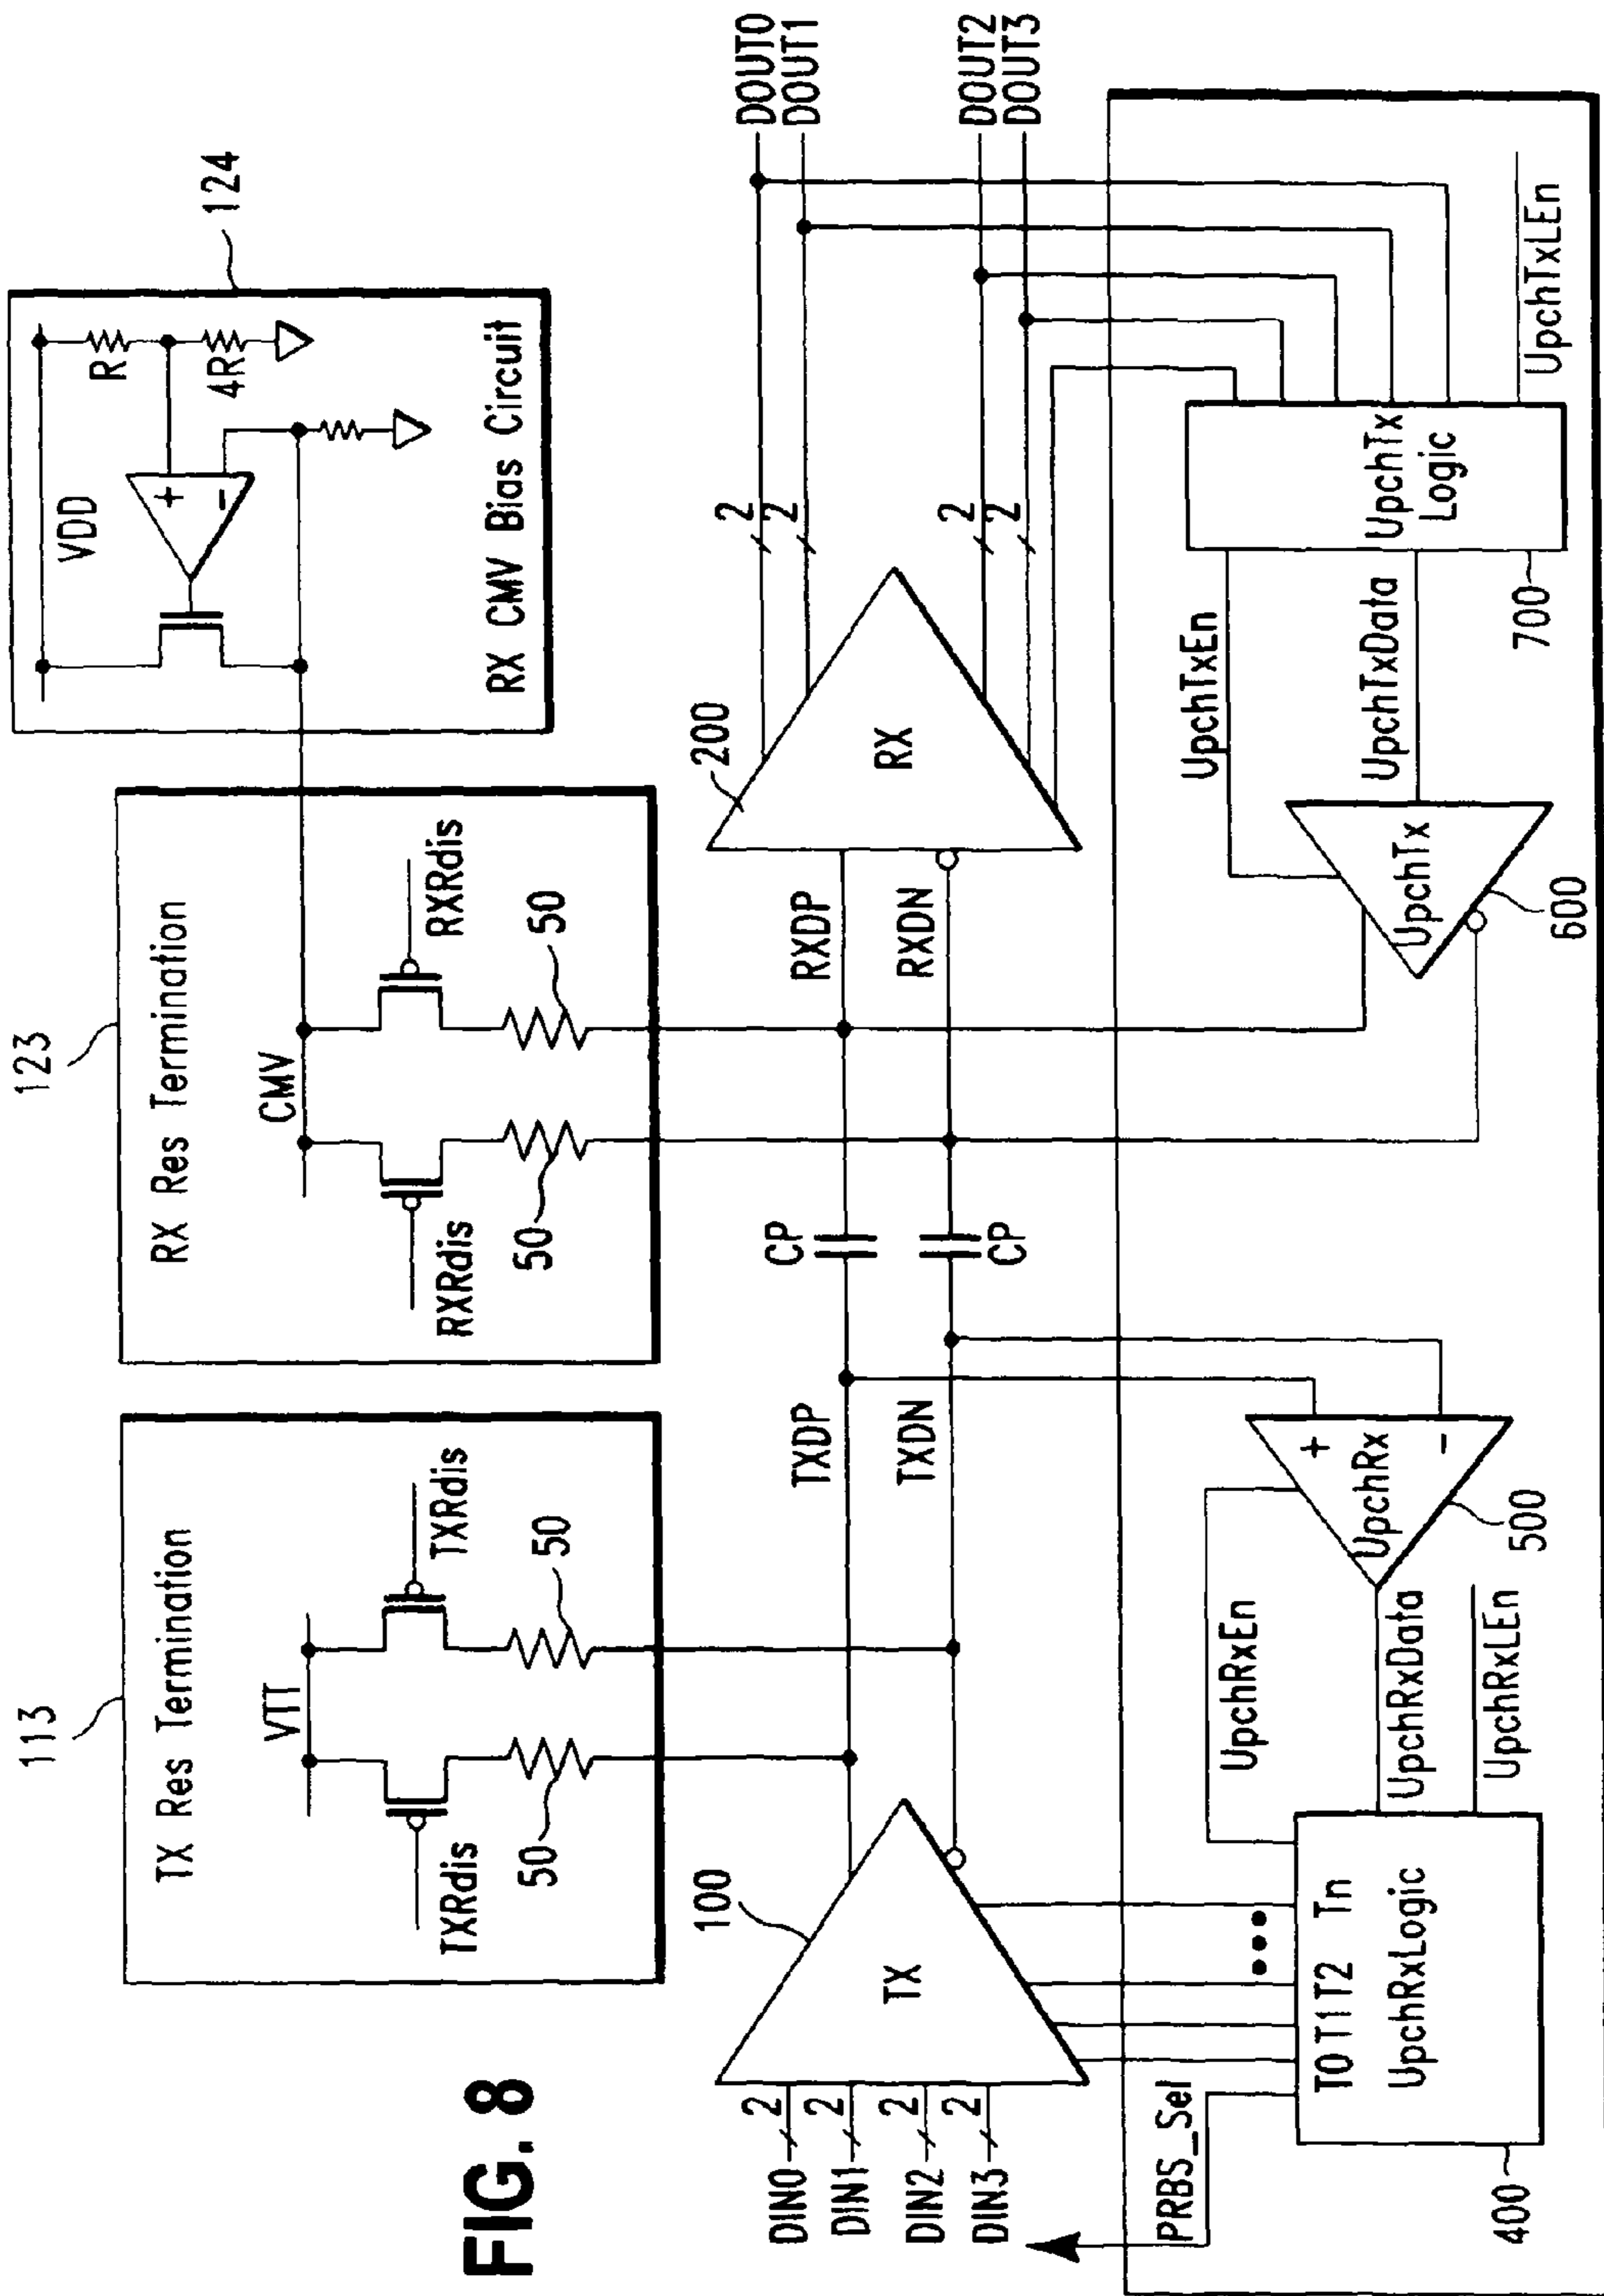 FIG. 8
113
TX Res Termination
VTT
TXRdis
TXRdis
50
50
123
RX Res Termination
CMV
RXRdis
RXRdis
50
50
124
VDD
R
4R
+
-
RX CMV Bias Circuit
DIN0
DIN1
DIN2
DIN3
2
2
2
2
100
TX
TXDP
TXDN
CP
CP
RXDP
RXDN
200
RX
2
2
2
2
DOUT0
DOUT1
DOUT2
DOUT3
PRBS_Sel
T0 T1 T2 Tn
UpchRxLogic
400
UpchRxEn
UpchRxData
UpchRxLEn
+
-
UpchRx
500
UpchTx
600
UpchTxEn
UpchTxData
UpchTx
Logic
700
UpchTxLEn